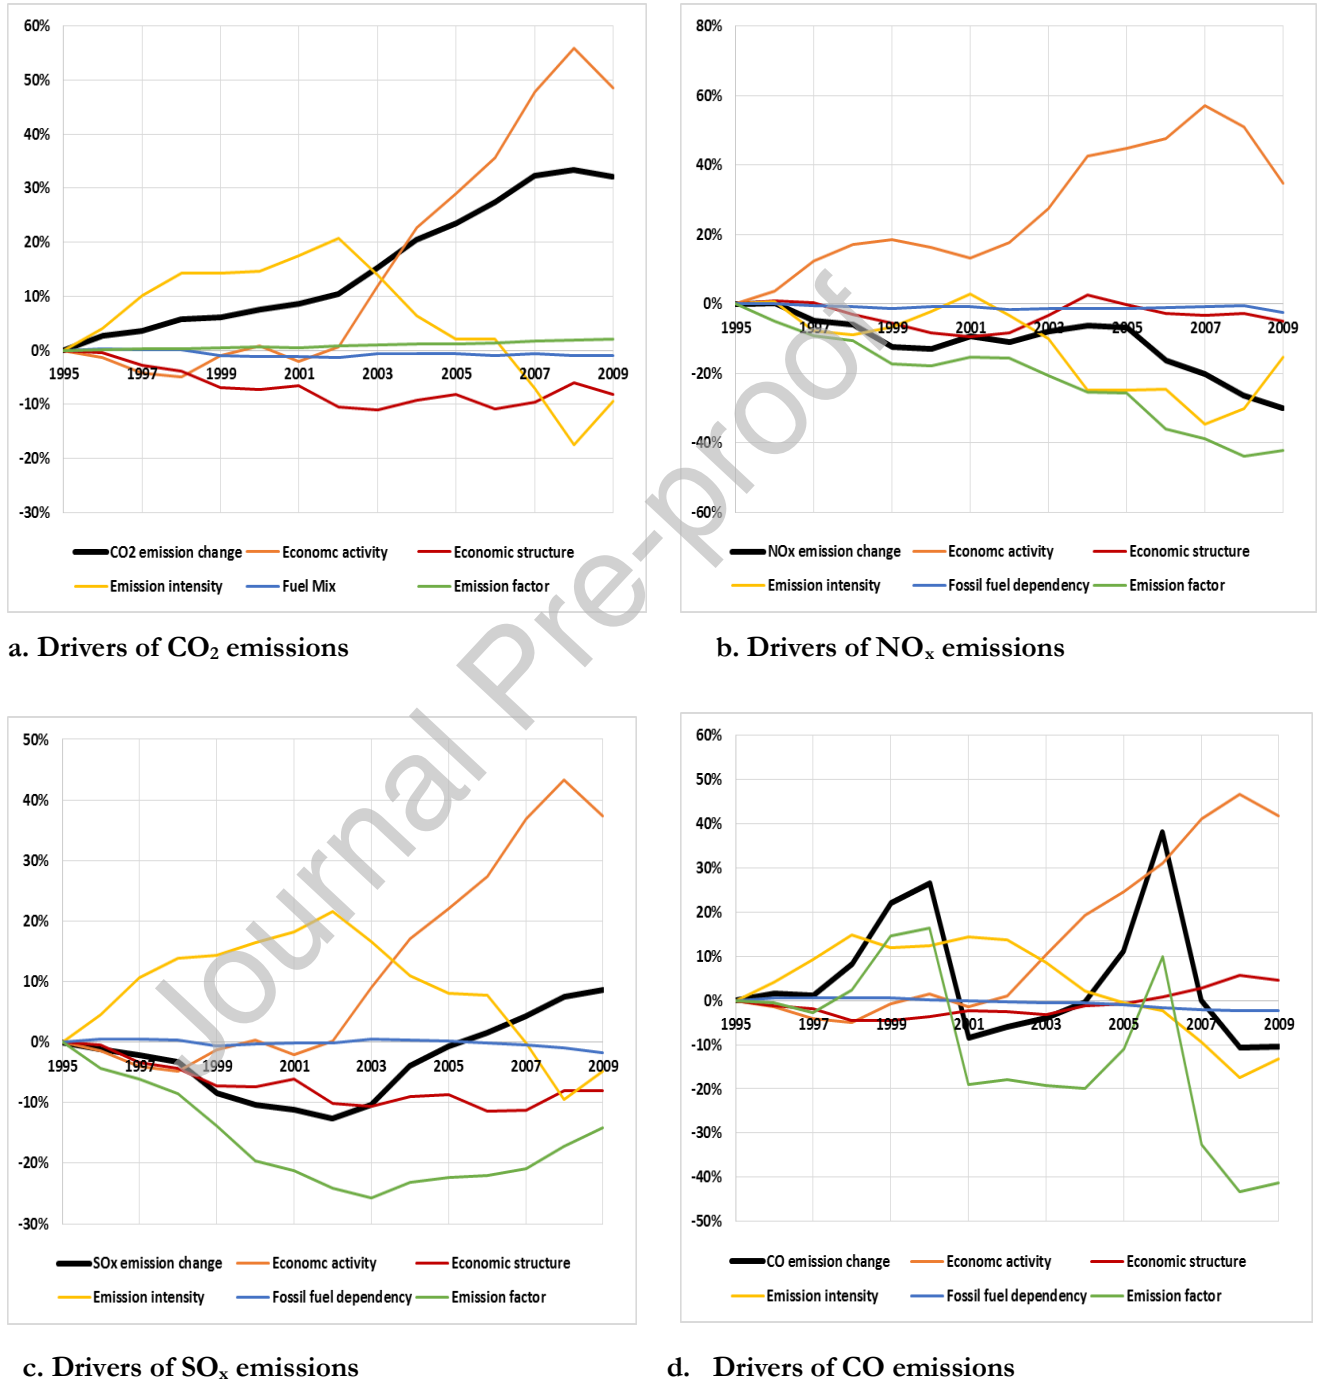 60%
50%
40%
30%
20%
10%
0%
-10%
-20%
-30%
1995 1997 1999 2001 2003 2005 2007 2009
CO2 emission change Economc activity Economic structure
Emission intensity Fuel Mix Emission factor
a. Drivers of CO₂ emissions
80%
60%
40%
20%
0%
-20%
-40%
-60%
1995 1997 1999 2001 2003 2005 2007 2009
NOx emission change Economc activity Economic structure
Emission intensity Fossil fuel dependency Emission factor
b. Drivers of NOₓ emissions
50%
40%
30%
20%
10%
0%
-10%
-20%
-30%
1995 1997 1999 2001 2003 2005 2007 2009
SOx emission change Economc activity Economic structure
Emission intensity Fossil fuel dependency Emission factor
c. Drivers of SOₓ emissions
60%
50%
40%
30%
20%
10%
0%
-10%
-20%
-30%
-40%
-50%
1995 1997 1999 2001 2003 2005 2007 2009
CO emission change Economc activity Economic structure
Emission intensity Fossil fuel dependency Emission factor
d. Drivers of CO emissions
Journal Pre-proof